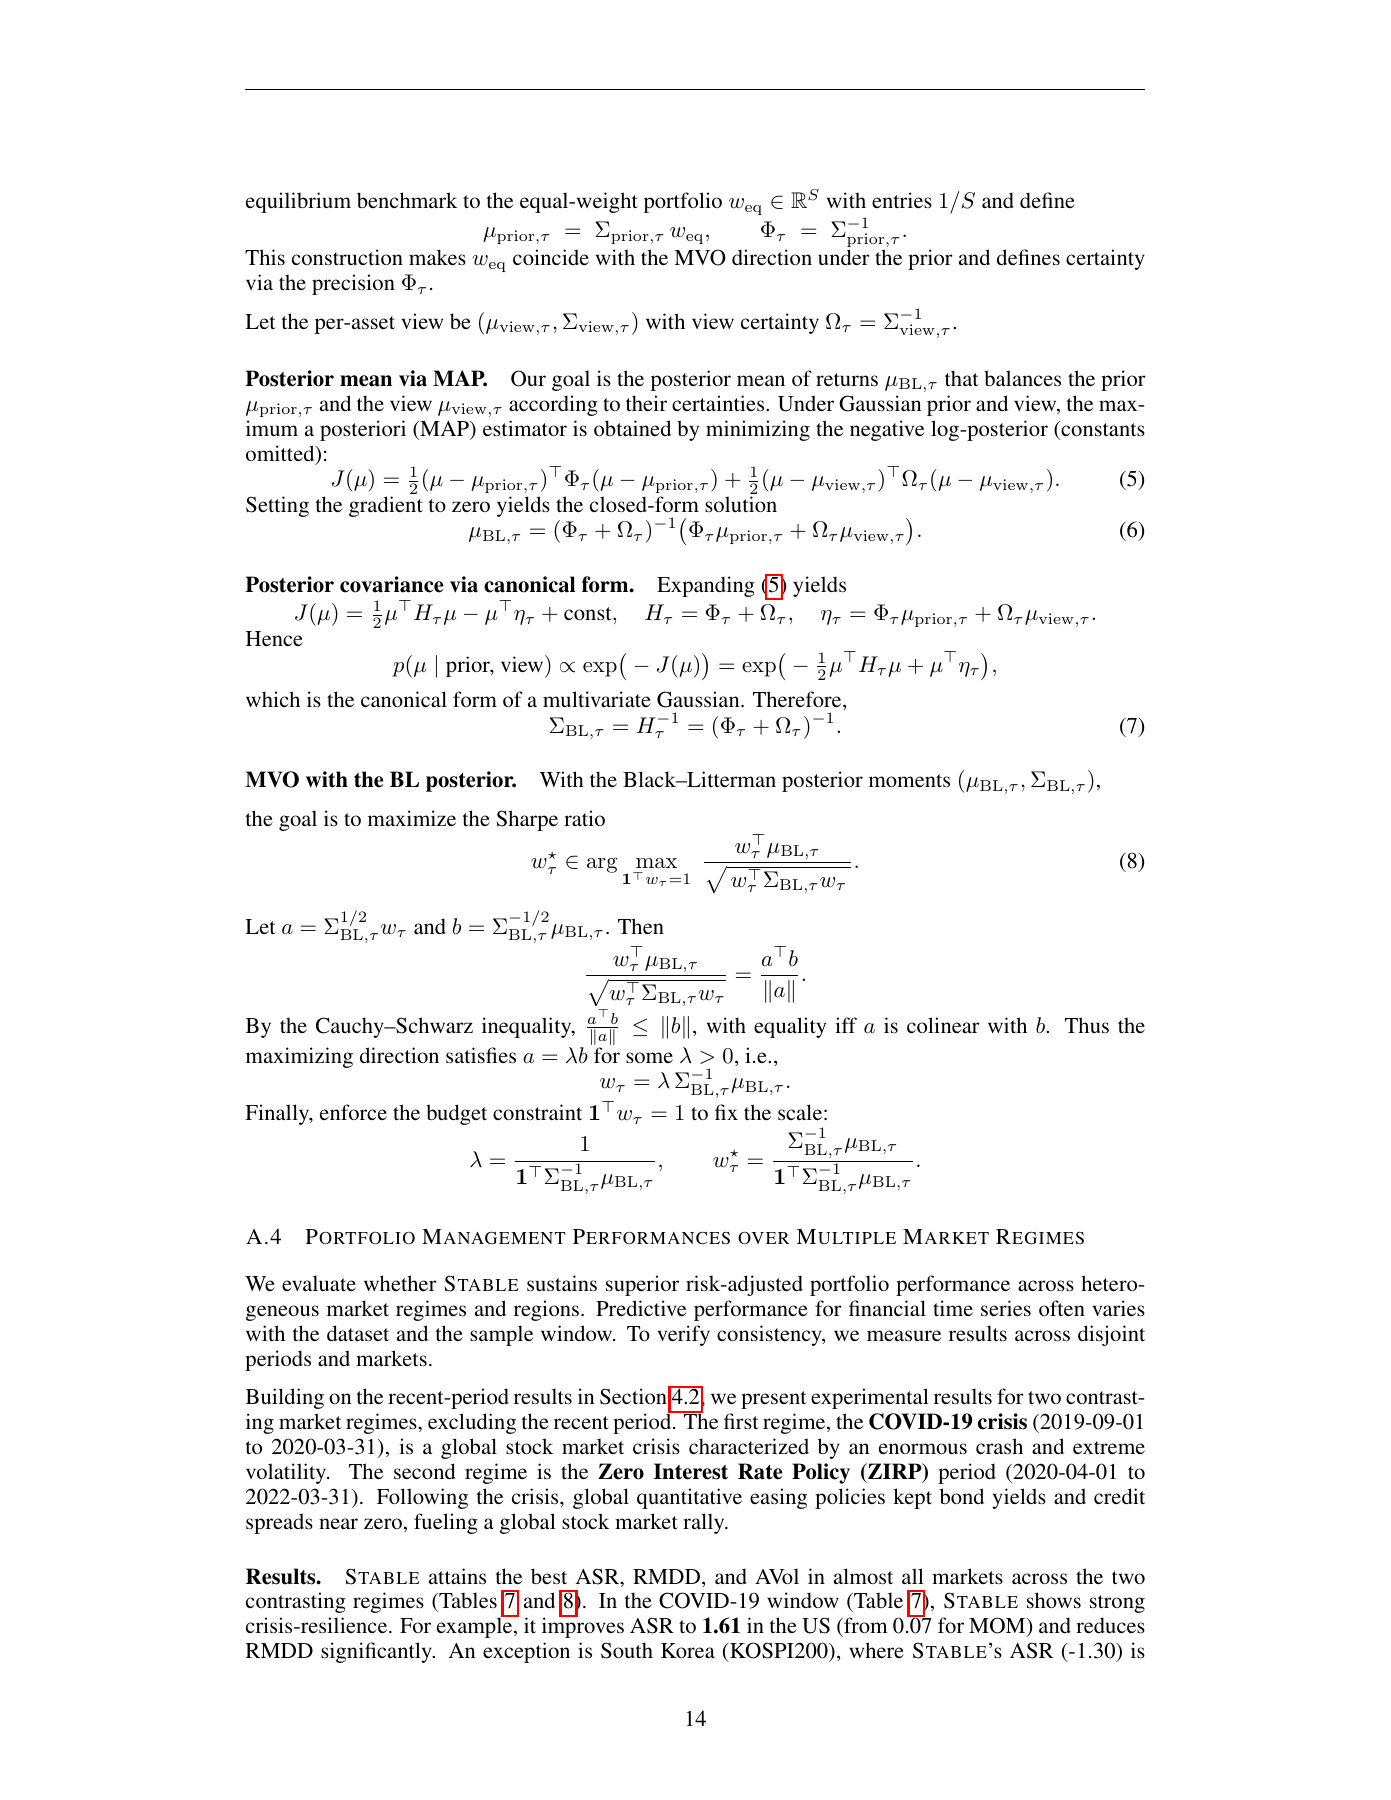 equilibrium benchmark to the equal-weight portfolio w_eq ∈ ℝ^S with entries 1/S and define
μ_prior,τ = Σ_prior,τ w_eq, Φ_τ = Σ_prior,τ^−1.
This construction makes w_eq coincide with the MVO direction under the prior and defines certainty
via the precision Φ_τ.
Let the per-asset view be (μ_view,τ, Σ_view,τ) with view certainty Ω_τ = Σ_view,τ^−1.
Posterior mean via MAP. Our goal is the posterior mean of returns μ_BL,τ that balances the prior
μ_prior,τ and the view μ_view,τ according to their certainties. Under Gaussian prior and view, the max-
imum a posteriori (MAP) estimator is obtained by minimizing the negative log-posterior (constants
omitted):
J(μ) = 1/2(μ − μ_prior,τ)^⊤Φ_τ(μ − μ_prior,τ) + 1/2(μ − μ_view,τ)^⊤Ω_τ(μ − μ_view,τ). (5)
Setting the gradient to zero yields the closed-form solution
μ_BL,τ = (Φ_τ + Ω_τ)^−1(Φ_τμ_prior,τ + Ω_τμ_view,τ). (6)
Posterior covariance via canonical form. Expanding (5) yields
J(μ) = 1/2μ^⊤H_τμ − μ^⊤η_τ + const, H_τ = Φ_τ + Ω_τ, η_τ = Φ_τμ_prior,τ + Ω_τμ_view,τ.
Hence
p(μ | prior, view) ∝ exp(− J(μ)) = exp(− 1/2μ^⊤H_τμ + μ^⊤η_τ),
which is the canonical form of a multivariate Gaussian. Therefore,
Σ_BL,τ = H_τ^−1 = (Φ_τ + Ω_τ)^−1. (7)
MVO with the BL posterior. With the Black–Litterman posterior moments (μ_BL,τ, Σ_BL,τ),
the goal is to maximize the Sharpe ratio
w_τ^⋆ ∈ arg max_{1^⊤w_τ=1} w_τ^⊤μ_BL,τ / √(w_τ^⊤Σ_BL,τw_τ). (8)
Let a = Σ_BL,τ^1/2 w_τ and b = Σ_BL,τ^−1/2 μ_BL,τ. Then
w_τ^⊤μ_BL,τ / √(w_τ^⊤Σ_BL,τw_τ) = a^⊤b / ‖a‖.
By the Cauchy–Schwarz inequality, a^⊤b/‖a‖ ≤ ‖b‖, with equality iff a is colinear with b. Thus the
maximizing direction satisfies a = λb for some λ > 0, i.e.,
w_τ = λ Σ_BL,τ^−1 μ_BL,τ.
Finally, enforce the budget constraint 1^⊤w_τ = 1 to fix the scale:
λ = 1 / (1^⊤Σ_BL,τ^−1 μ_BL,τ), w_τ^⋆ = Σ_BL,τ^−1 μ_BL,τ / (1^⊤Σ_BL,τ^−1 μ_BL,τ).
A.4 PORTFOLIO MANAGEMENT PERFORMANCES OVER MULTIPLE MARKET REGIMES
We evaluate whether STABLE sustains superior risk-adjusted portfolio performance across hetero-
geneous market regimes and regions. Predictive performance for financial time series often varies
with the dataset and the sample window. To verify consistency, we measure results across disjoint
periods and markets.
Building on the recent-period results in Section 4.2, we present experimental results for two contrast-
ing market regimes, excluding the recent period. The first regime, the COVID-19 crisis (2019-09-01
to 2020-03-31), is a global stock market crisis characterized by an enormous crash and extreme
volatility. The second regime is the Zero Interest Rate Policy (ZIRP) period (2020-04-01 to
2022-03-31). Following the crisis, global quantitative easing policies kept bond yields and credit
spreads near zero, fueling a global stock market rally.
Results. STABLE attains the best ASR, RMDD, and AVol in almost all markets across the two
contrasting regimes (Tables 7 and 8). In the COVID-19 window (Table 7), STABLE shows strong
crisis-resilience. For example, it improves ASR to 1.61 in the US (from 0.07 for MOM) and reduces
RMDD significantly. An exception is South Korea (KOSPI200), where STABLE's ASR (-1.30) is
14